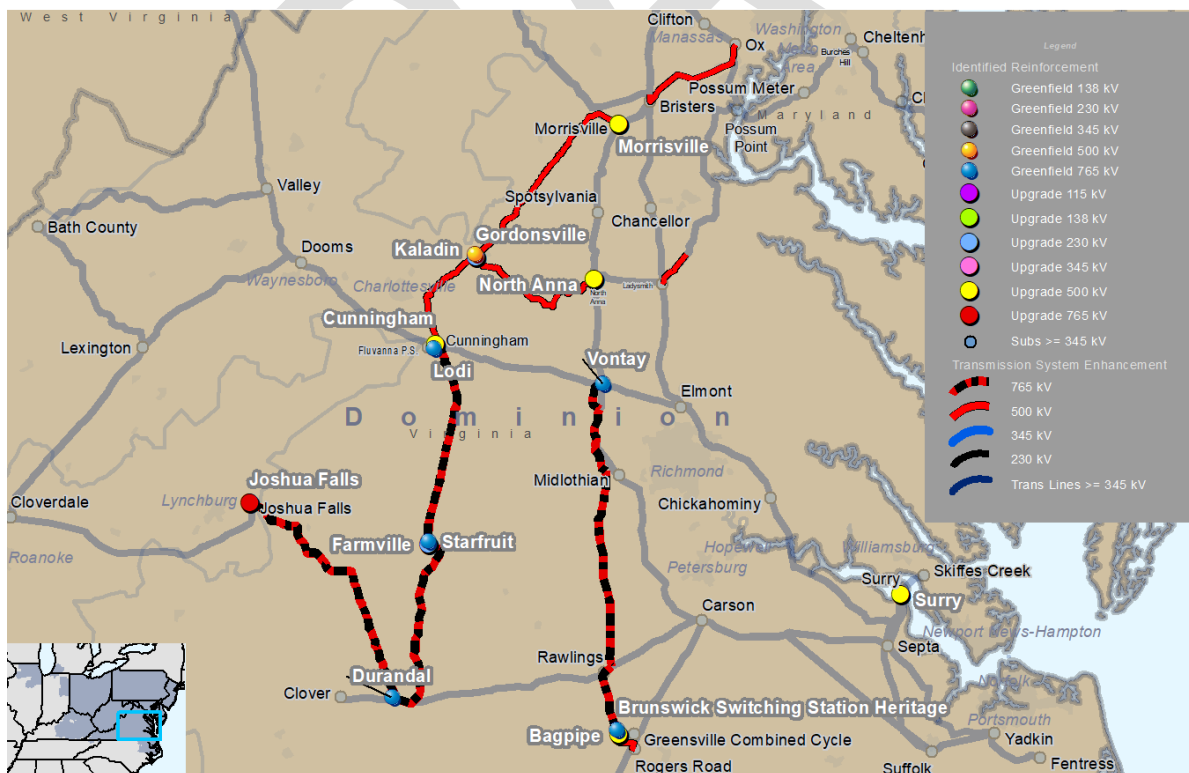 West Virginia
Clifton
Manassas
Washington
Metro
Area
Ox
Burches
Hill
Possum Meter
Maryland
Bristers
Morrisville
Morrisville
Possum
Point
Valley
Bath County
Spotsylvania
Chancellor
Dooms
Kaladin
Gordonsville
Waynesboro
Charlottesville
North Anna
North
Anna
Ladysmith
Cunningham
Cunningham
Fluvanna P.S.
Lexington
Lodi
Vontay
Elmont
Dominion
Virginia
Midlothian
Richmond
Joshua Falls
Lynchburg
Joshua Falls
Cloverdale
Chickahominy
Roanoke
Farmville
Starfruit
Hopewell
Williamsburg
Petersburg
Surry
Skiffes Creek
Surry
Carson
Newport News-Hampton
Septa
Rawlings
Durandal
Clover
Norfolk
Brunswick Switching Station Heritage
Bagpipe
Greensville Combined Cycle
Rogers Road
Portsmouth
Yadkin
Suffolk
Fentress
Legend
Identified Reinforcement
Greenfield 138 kV
Greenfield 230 kV
Greenfield 345 kV
Greenfield 500 kV
Greenfield 765 kV
Upgrade 115 kV
Upgrade 138 kV
Upgrade 230 kV
Upgrade 345 kV
Upgrade 500 kV
Upgrade 765 kV
Subs >= 345 kV
Transmission System Enhancement
765 kV
500 kV
345 kV
230 kV
Trans Lines >= 345 kV